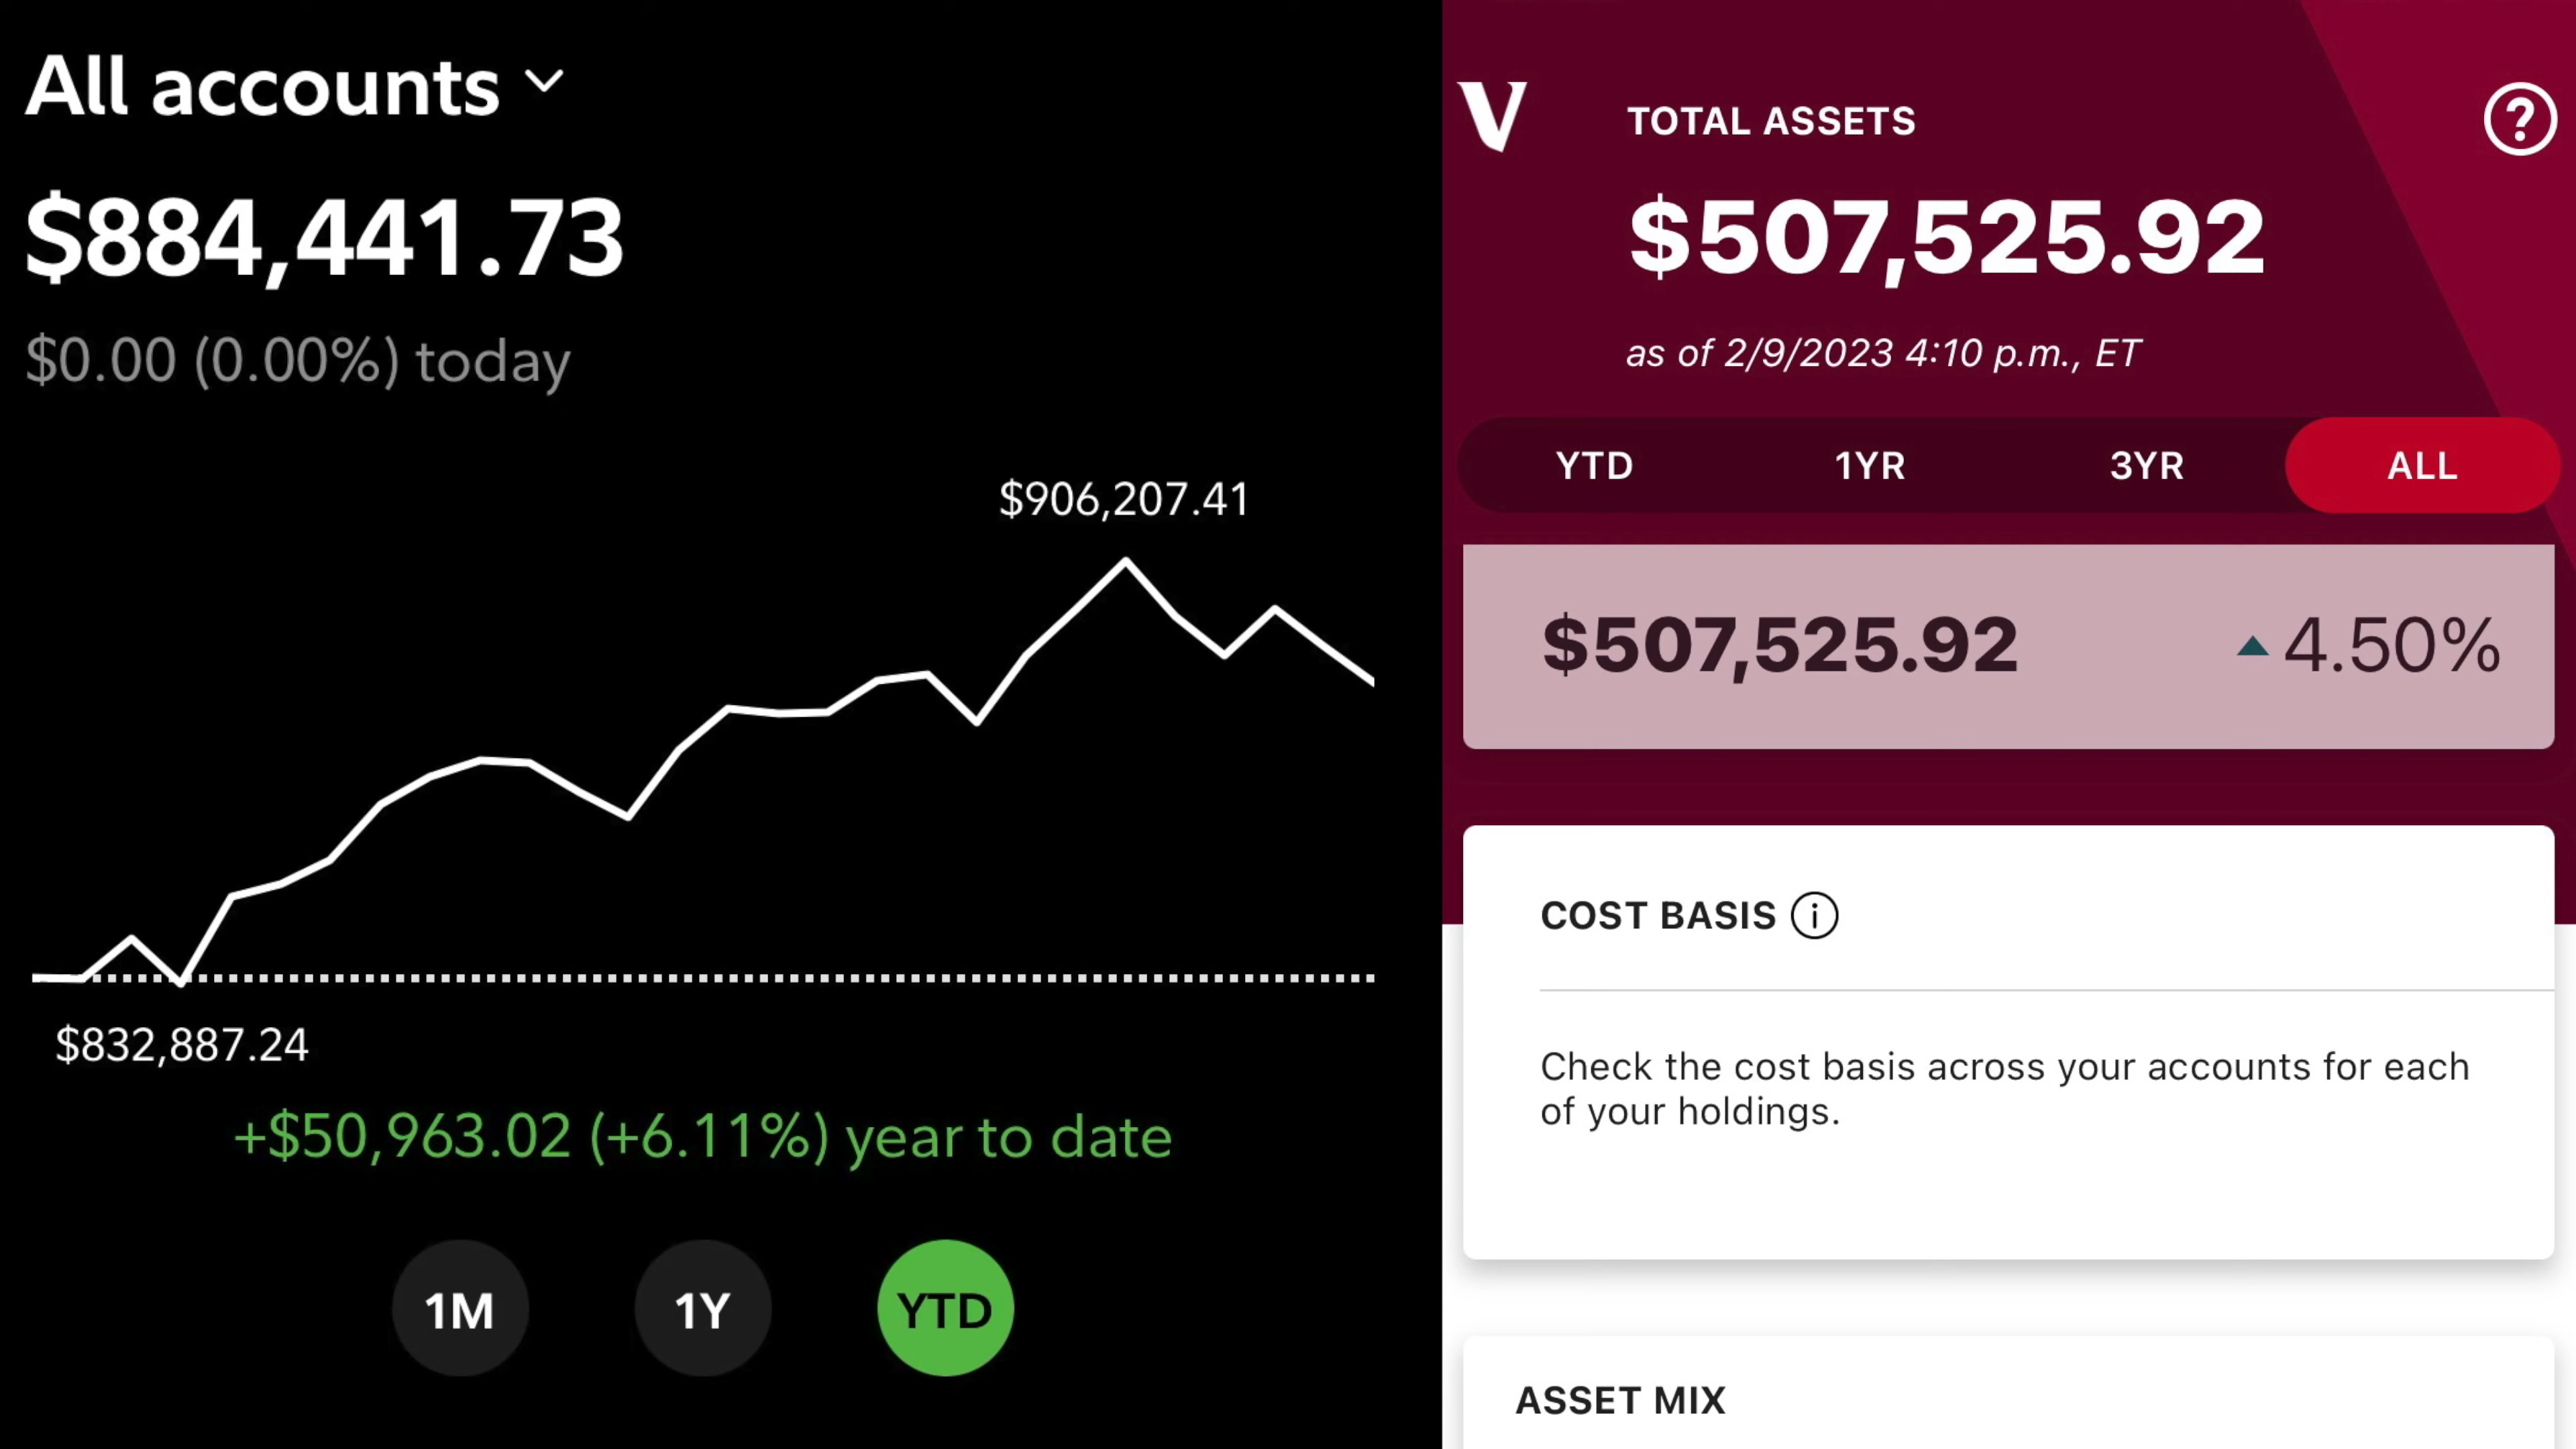 All accounts
$884,441.73
$0.00 (0.00%) today
$906,207.41
$832,887.24
+$50,963.02 (+6.11%) year to date
1M
1Y
YTD
V
TOTAL ASSETS
?
$507,525.92
as of 2/9/2023 4:10 p.m., ET
YTD
1YR
3YR
ALL
$507,525.92
4.50%
COST BASIS i
Check the cost basis across your accounts for each
of your holdings.
ASSET MIX